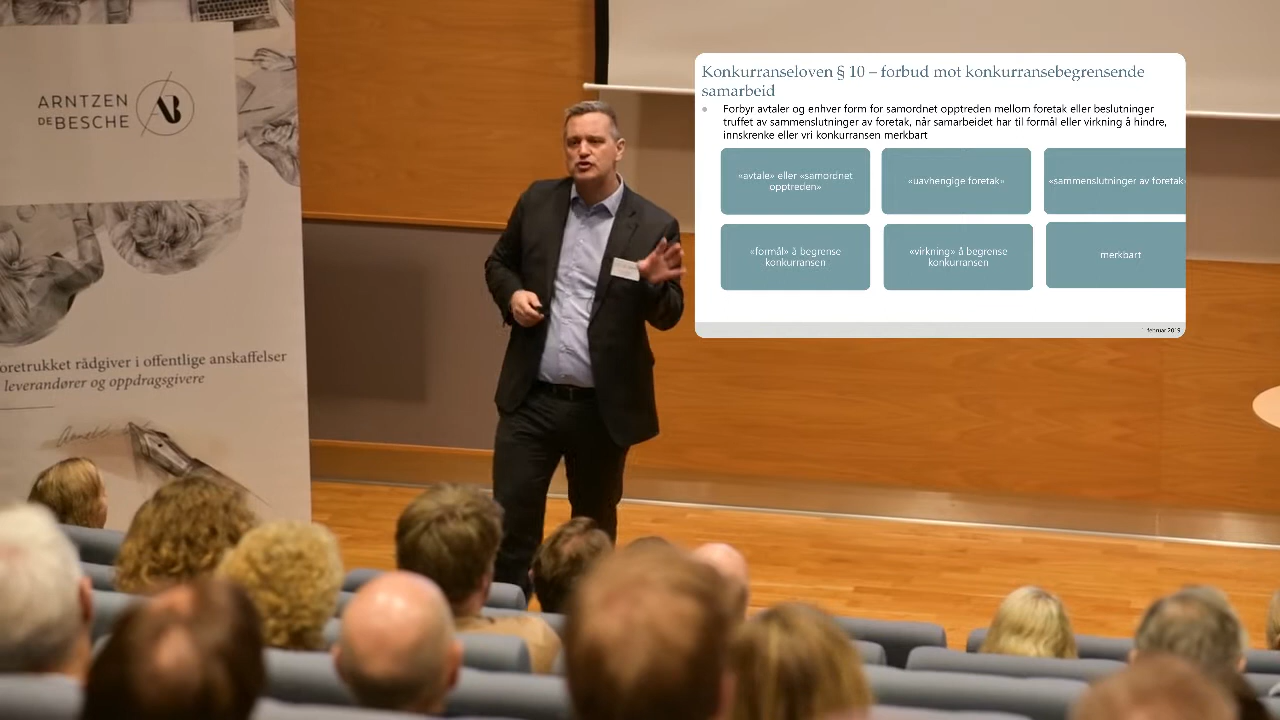 ARNTZEN
DEBESCHE
oretrukket rådgiver i offentlige anskaffelser
leverandører og oppdragsgivere
Konkurranseloven § 10 – forbud mot konkurransebegrensende
samarbeid
Forbyr avtaler og enhver form for samordnet opptreden mellom foretak eller beslutninger
truffet av sammenslutninger av foretak, når samarbeidet har til formål eller virkning å hindre,
innskrenke eller vri konkurransen merkbart
«avtale» eller «samordnet
opptreden»
«uavhengige foretak»
«sammenslutninger av foretak
«formål» å begrense
konkurransen
«virkning» å begrense
konkurransen
merkbart
februar 2019